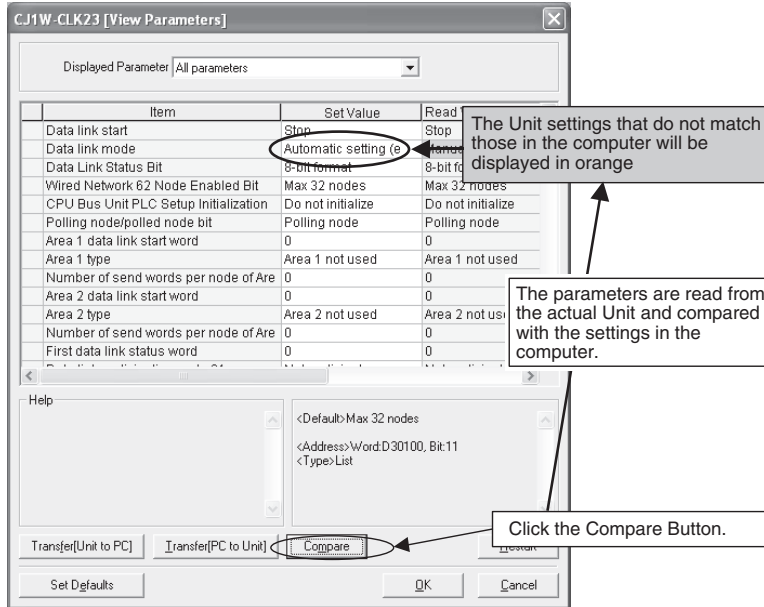 CJ1W-CLK23 [View Parameters]
Displayed Parameter All parameters
Item Set Value Read
Data link start Stop Stop
Data link mode Automatic setting (e
Data Link Status Bit 8-bit format 8-bit fo
Wired Network 62 Node Enabled Bit Max 32 nodes Max 32 nodes
CPU Bus Unit PLC Setup Initialization Do not initialize Do not initialize
Polling node/polled node bit Polling node Polling node
Area 1 data link start word 0 0
Area 1 type Area 1 not used Area 1 not used
Number of send words per node of Are 0 0
Area 2 data link start word 0 0
Area 2 type Area 2 not used Area 2 not us
Number of send words per node of Are 0 0
First data link status word 0 0
The Unit settings that do not match
those in the computer will be
displayed in orange
The parameters are read from
the actual Unit and compared
with the settings in the
computer.
Help
<Default>Max 32 nodes
<Address>Word:D30100, Bit:11
<Type>List
Click the Compare Button.
Transfer[Unit to PC] Transfer[PC to Unit] Compare
Set Defaults OK Cancel